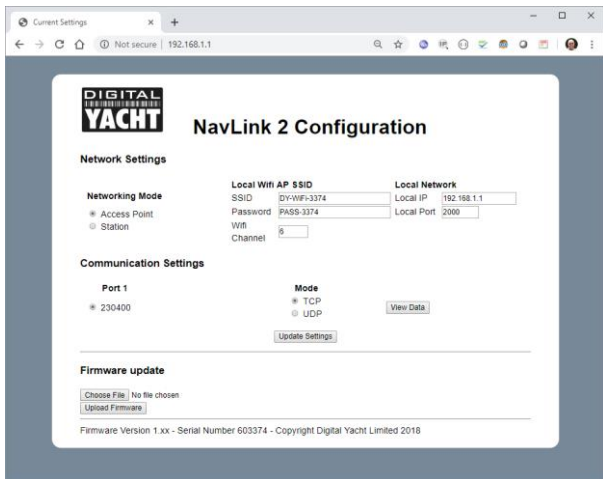 Current Settings
Not secure | 192.168.1.1
DIGITAL
YACHT
NavLink 2 Configuration
Network Settings
Networking Mode
Access Point
Station
Local Wifi AP SSID
SSID DY-WIFI-3374
Password PASS-3374
Wifi
Channel 6
Local Network
Local IP 192.168.1.1
Local Port 2000
Communication Settings
Port 1
230400
Mode
TCP
UDP
View Data
Update Settings
Firmware update
Choose File No file chosen
Upload Firmware
Firmware Version 1.xx - Serial Number 603374 - Copyright Digital Yacht Limited 2018